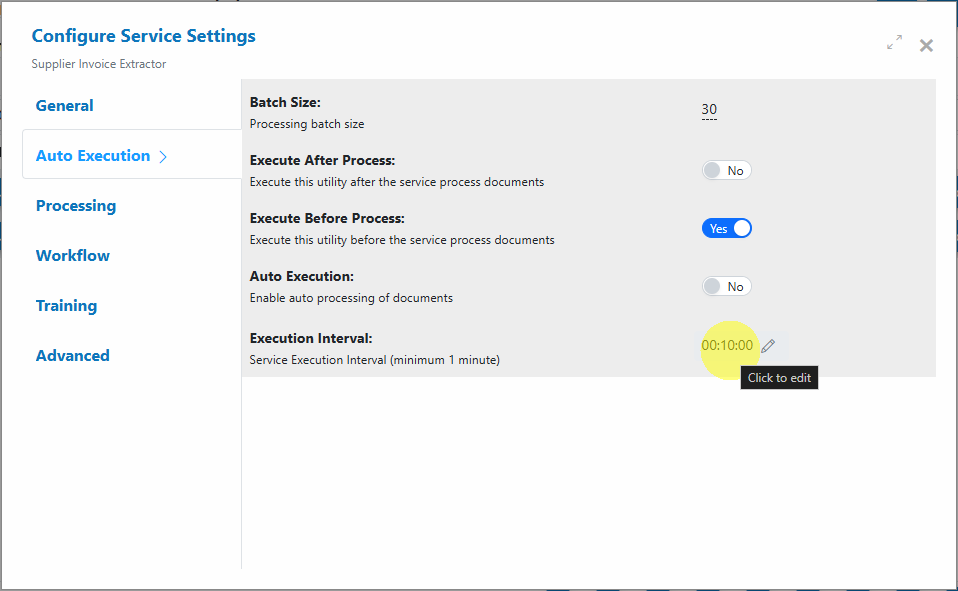 Configure Service Settings
Supplier Invoice Extractor
General
Auto Execution
Processing
Workflow
Training
Advanced
Batch Size:
Processing batch size
30
Execute After Process:
Execute this utility after the service process documents
No
Execute Before Process:
Execute this utility before the service process documents
Yes
Auto Execution:
Enable auto processing of documents
No
Execution Interval:
Service Execution Interval (minimum 1 minute)
00:10:00
Click to edit